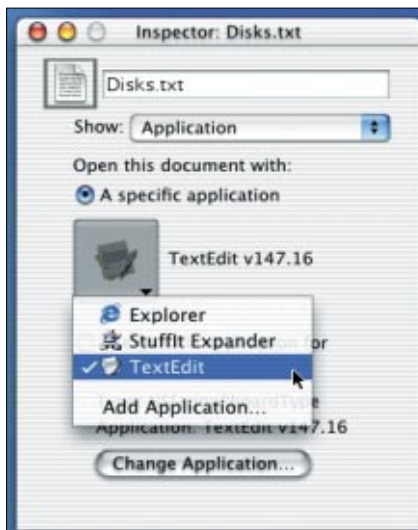 Inspector: Disks.txt
Disks.txt
Show: Application
Open this document with:
A specific application
TextEdit v147.16
Explorer
StuffIt Expander
for
TextEdit
Add Application...
Application: TextEdit v147.16
Change Application...